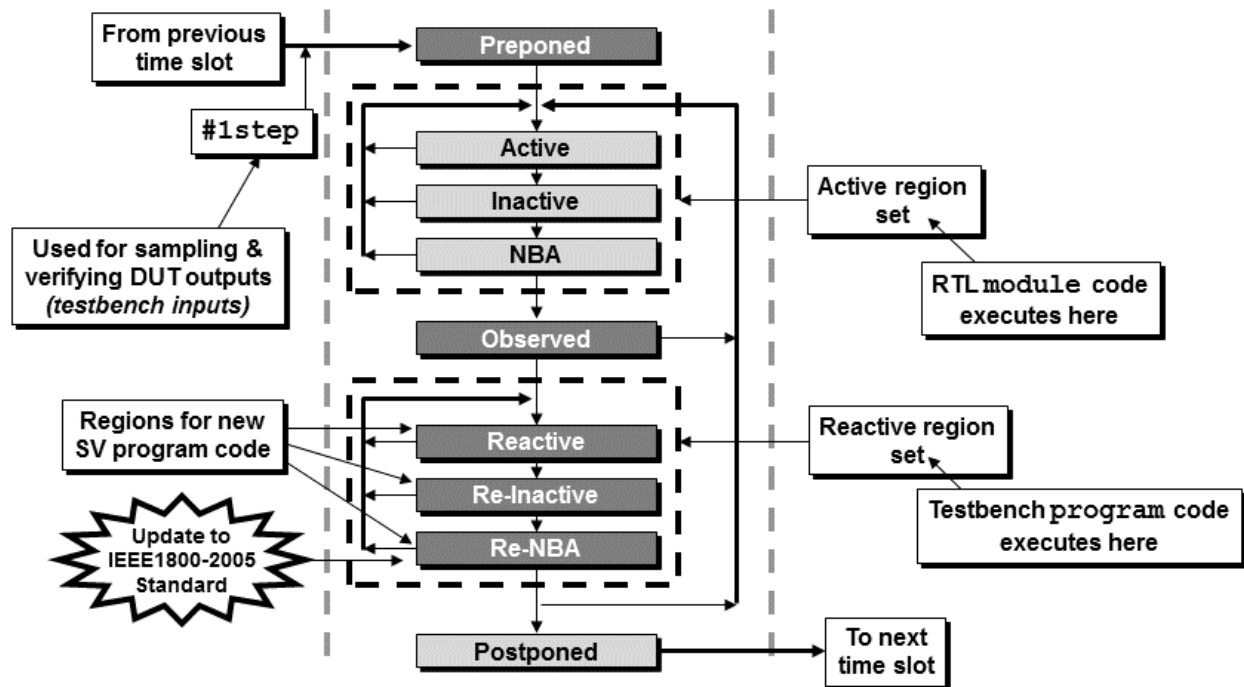 From previous
time slot
Preponed
#1step
Active
Inactive
NBA
Active region
set
Used for sampling &
verifying DUT outputs
(testbench inputs)
RTL module code
executes here
Observed
Regions for new
SV program code
Reactive
Re-Inactive
Re-NBA
Reactive region
set
Testbench program code
executes here
Update to
IEEE1800-2005
Standard
Postponed
To next
time slot